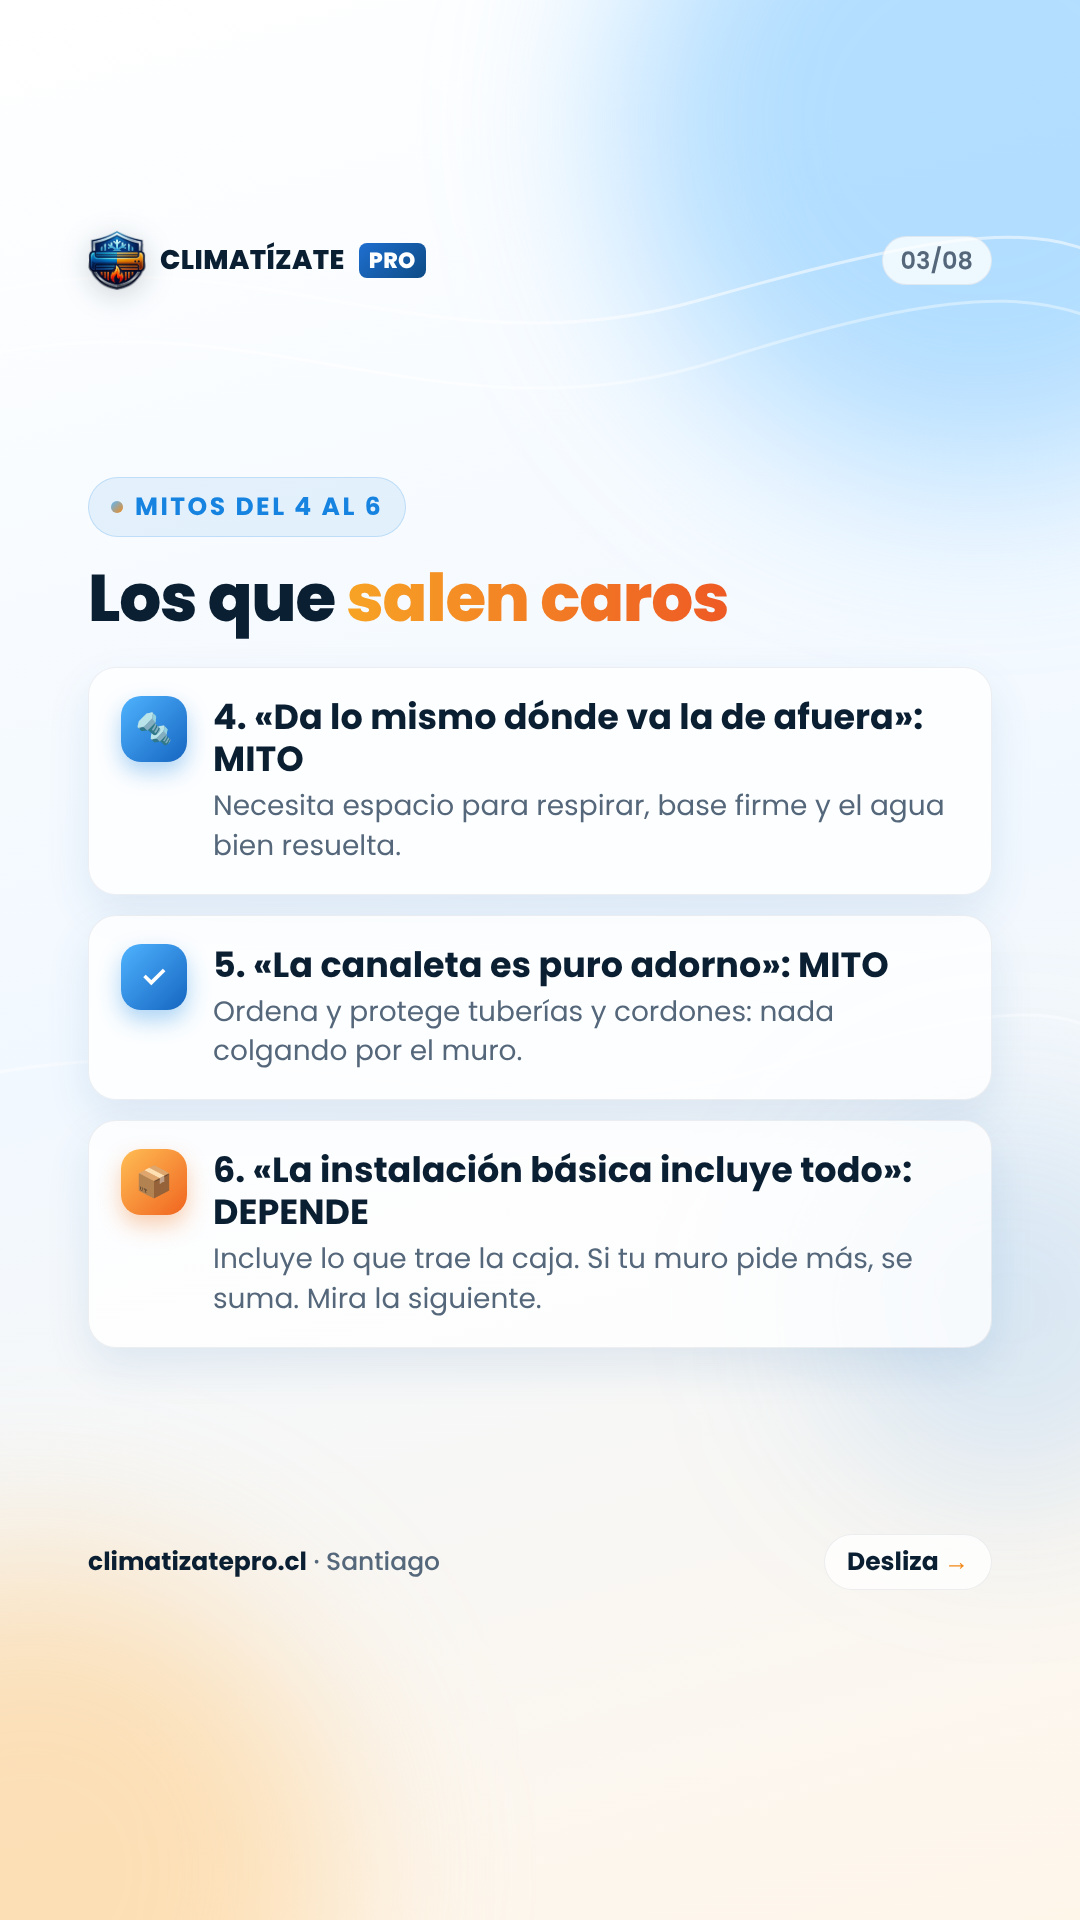 CLIMATÍZATE PRO
03/08
MITOS DEL 4 AL 6
Los que salen caros
4. «Da lo mismo dónde va la de afuera»:
MITO
Necesita espacio para respirar, base firme y el agua
bien resuelta.
5. «La canaleta es puro adorno»: MITO
Ordena y protege tuberías y cordones: nada
colgando por el muro.
6. «La instalación básica incluye todo»:
DEPENDE
Incluye lo que trae la caja. Si tu muro pide más, se
suma. Mira la siguiente.
climatizatepro.cl · Santiago
Desliza →